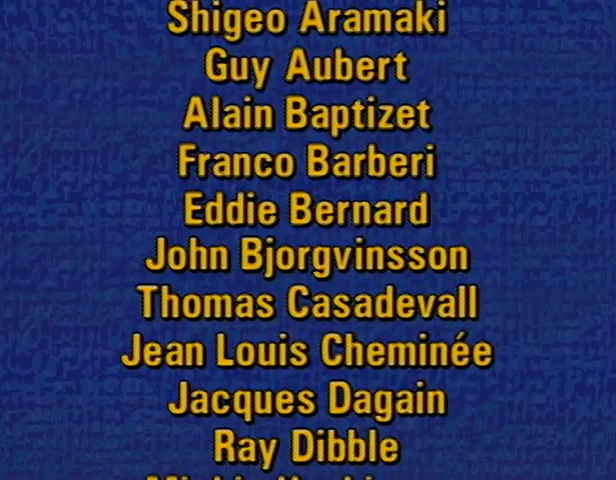 Shigeo Aramaki
Guy Aubert
Alain Baptizet
Franco Barberi
Eddie Bernard
John Bjorgvinsson
Thomas Casadevall
Jean Louis Cheminée
Jacques Dagain
Ray Dibble